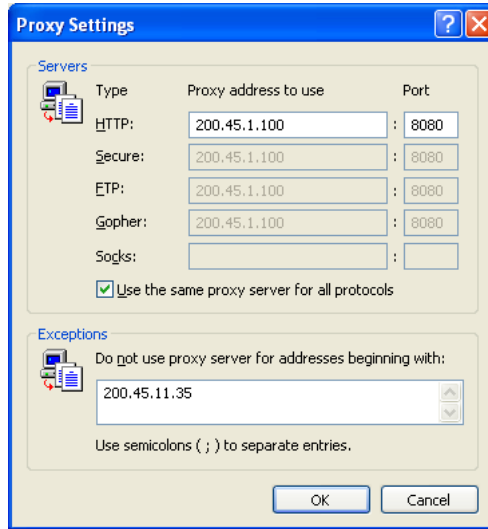 Proxy Settings
Servers
Type Proxy address to use Port
HTTP: 200.45.1.100 : 8080
Secure: 200.45.1.100 : 8080
FTP: 200.45.1.100 : 8080
Gopher: 200.45.1.100 : 8080
Socks: :
Use the same proxy server for all protocols
Exceptions
Do not use proxy server for addresses beginning with:
200.45.11.35
Use semicolons ( ; ) to separate entries.
OK Cancel